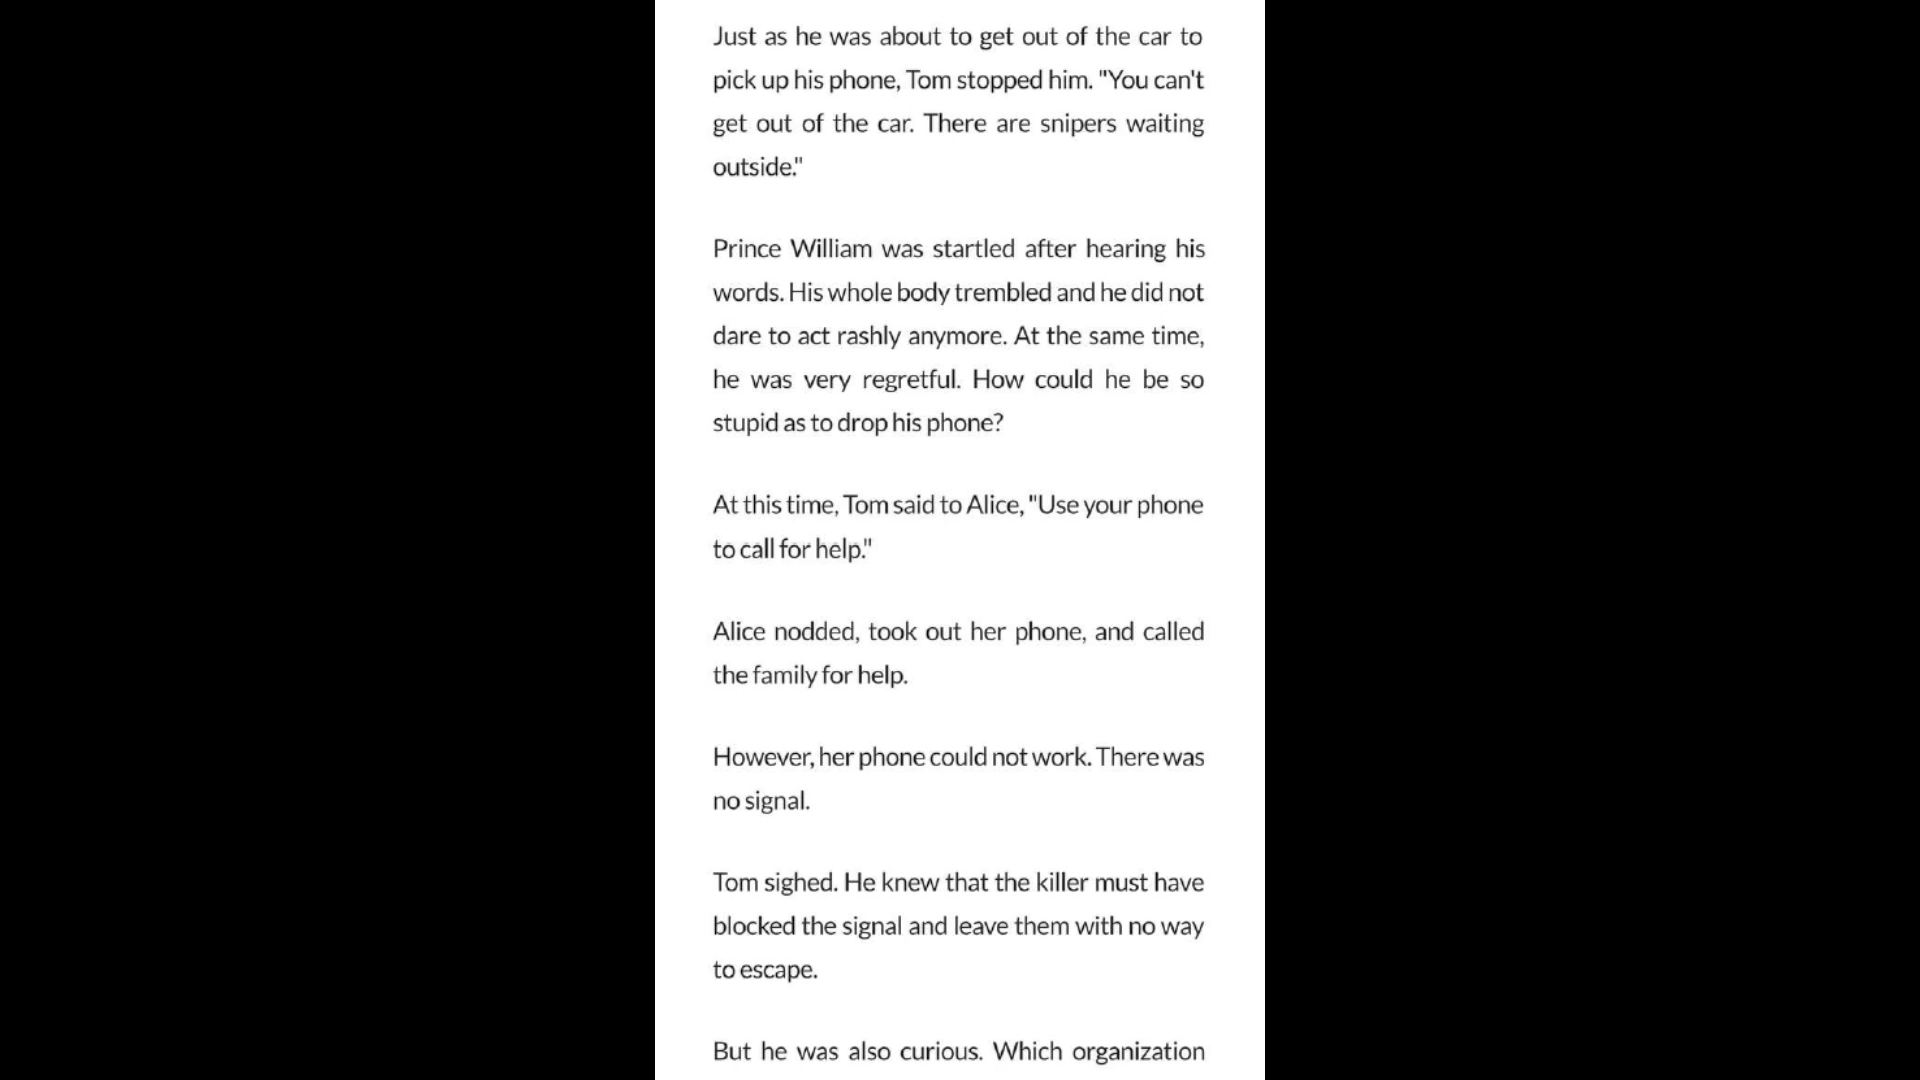 Just as he was about to get out of the car to
pick up his phone, Tom stopped him. "You can't
get out of the car. There are snipers waiting
outside."
Prince William was startled after hearing his
words. His whole body trembled and he did not
dare to act rashly anymore. At the same time,
he was very regretful. How could he be so
stupid as to drop his phone?
At this time, Tom said to Alice, "Use your phone
to call for help."
Alice nodded, took out her phone, and called
the family for help.
However, her phone could not work. There was
no signal.
Tom sighed. He knew that the killer must have
blocked the signal and leave them with no way
to escape.
But he was also curious. Which organization